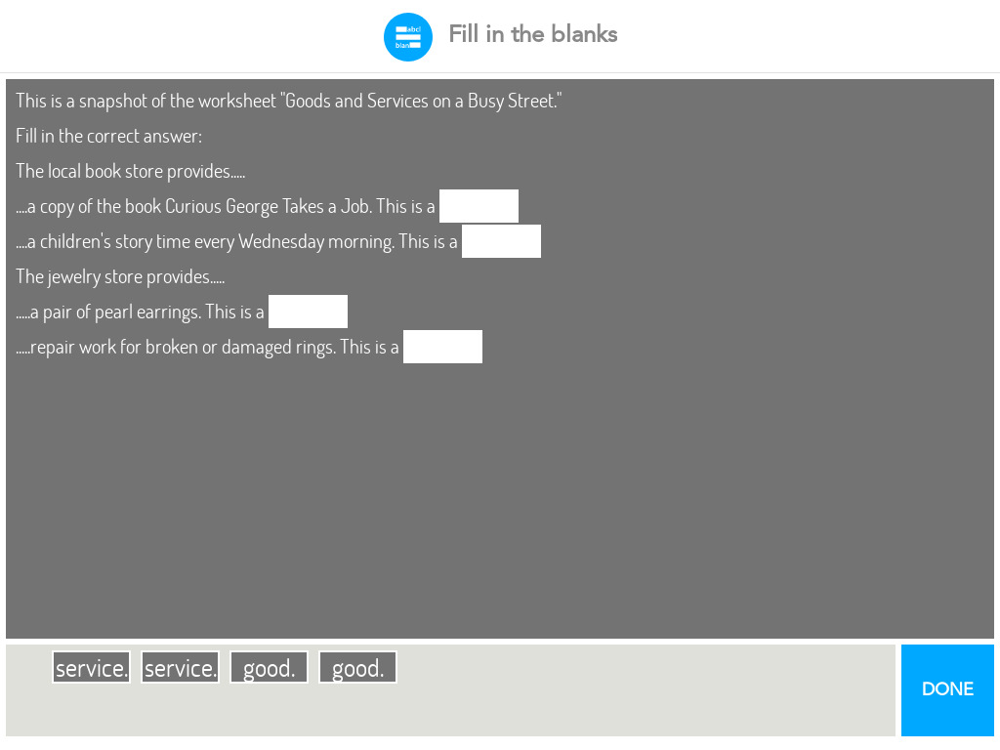 abcl
blan
Fill in the blanks
This is a snapshot of the worksheet "Goods and Services on a Busy Street."
Fill in the correct answer:
The local book store provides.....
....a copy of the book Curious George Takes a Job. This is a
....a children's story time every Wednesday morning. This is a
The jewelry store provides.....
.....a pair of pearl earrings. This is a
.....repair work for broken or damaged rings. This is a
service. service. good. good.
DONE